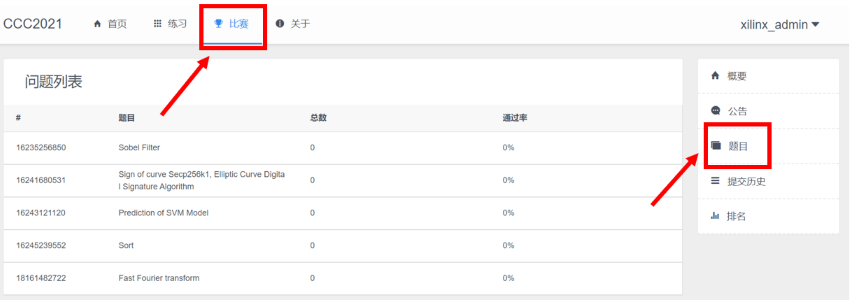 CCC2021 首页 练习 比赛 关于 xilinx_admin
问题列表
# 题目 总数 通过率
16235256850 Sobel Filter 0 0%
16241680531 Sign of curve Secp256k1, Elliptic Curve Digita
l Signature Algorithm 0 0%
16243121120 Prediction of SVM Model 0 0%
16245239552 Sort 0 0%
18161482722 Fast Fourier transform 0 0%
概要
公告
题目
提交历史
排名